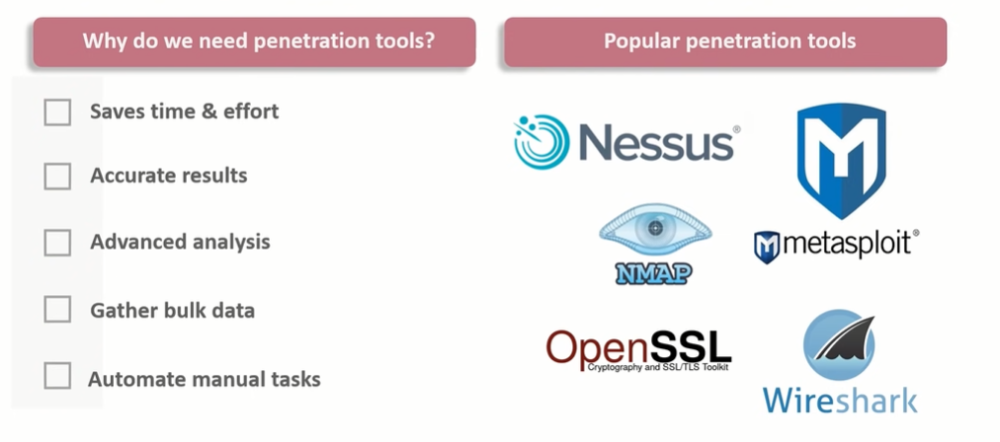 Why do we need penetration tools?
Saves time & effort
Accurate results
Advanced analysis
Gather bulk data
Automate manual tasks
Popular penetration tools
Nessus®
M
metasploit®
NMAP
OpenSSL
Cryptography and SSL/TLS Toolkit
Wireshark